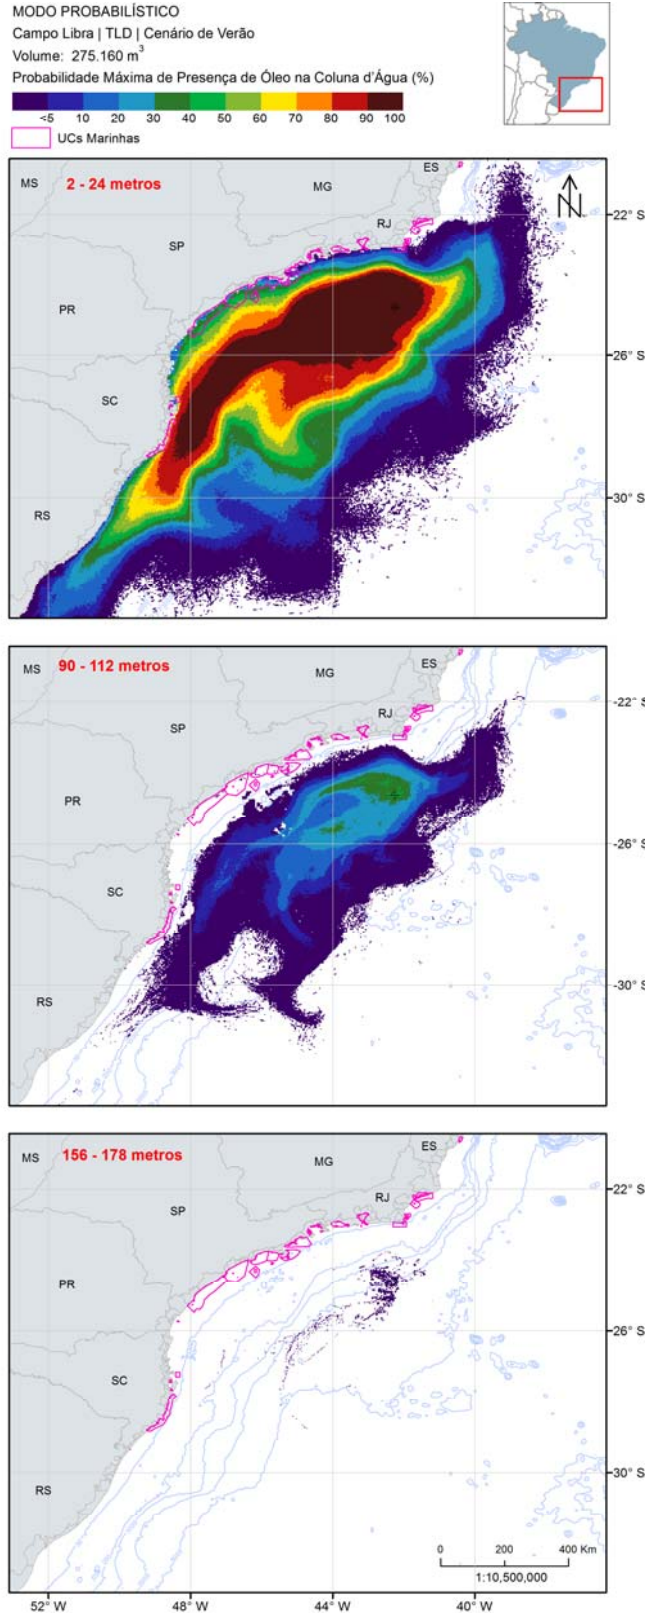 MODO PROBABILÍSTICO
Campo Libra | TLD | Cenário de Verão
Volume: 275.160 m³
Probabilidade Máxima de Presença de Óleo na Coluna d'Água (%)
<5 10 20 30 40 50 60 70 80 90 100
UCs Marinhas
2 - 24 metros
MS
MG
ES
RJ
SP
PR
SC
RS
N
22° S
26° S
30° S
90 - 112 metros
MS
MG
ES
RJ
SP
PR
SC
RS
-22° S
-26° S
-30° S
156 - 178 metros
MS
MG
ES
RJ
SP
PR
SC
RS
22° S
26° S
30° S
0 200 400 Km
1:10,500,000
52° W 48° W 44° W 40° W